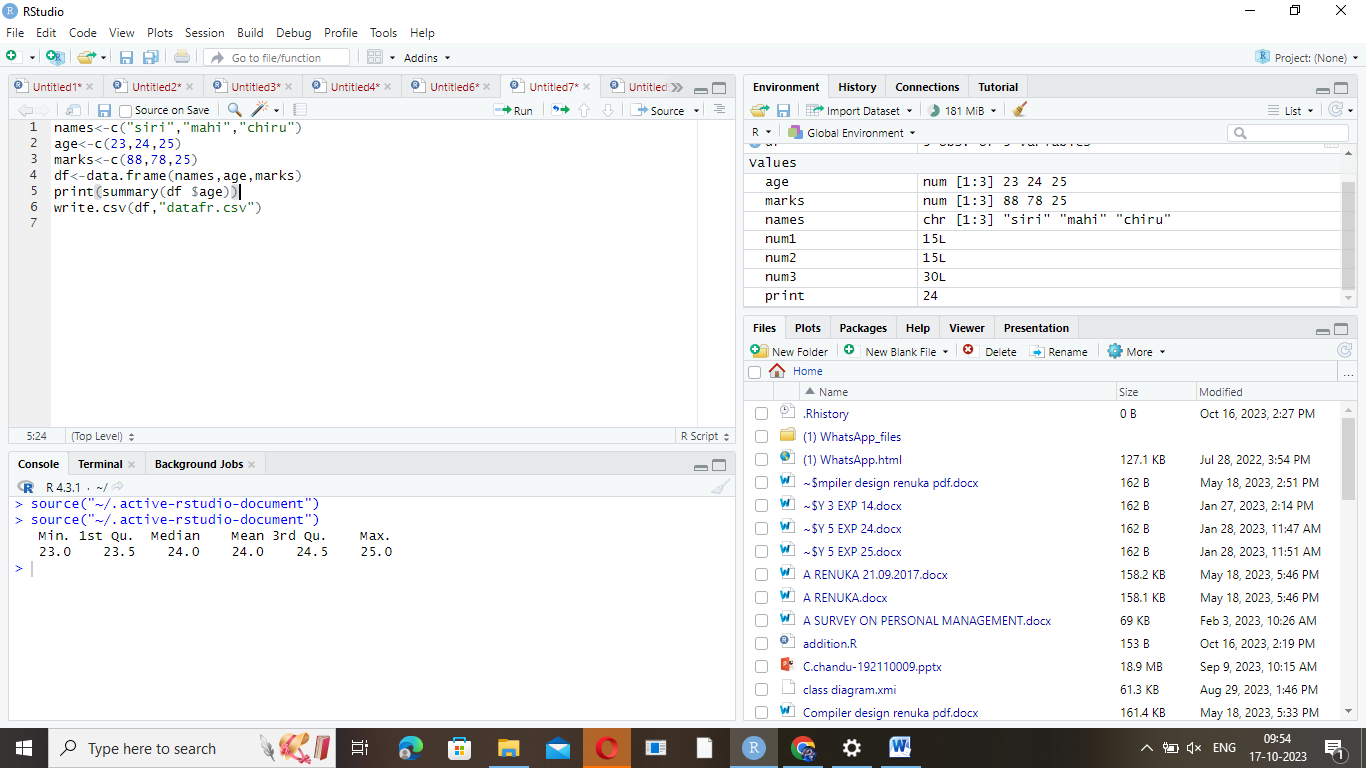 RStudio
File Edit Code View Plots Session Build Debug Profile Tools Help
Go to file/function Addins Project: (None)
Untitled1* Untitled2* Untitled3* Untitled4* Untitled6* Untitled7* Untitled
Source on Save Run Source
1 names<-c("siri","mahi","chiru")
2 age<-c(23,24,25)
3 marks<-c(88,78,25)
4 df<-data.frame(names,age,marks)
5 print(summary(df $age))
6 write.csv(df,"datafr.csv")
7
5:24 (Top Level) R Script
Console Terminal Background Jobs
R 4.3.1 . ~/
> source("~/.active-rstudio-document")
> source("~/.active-rstudio-document")
Min. 1st Qu. Median Mean 3rd Qu. Max.
23.0 23.5 24.0 24.0 24.5 25.0
>
Environment History Connections Tutorial
Import Dataset 181 MiB List
R Global Environment
Values
age num [1:3] 23 24 25
marks num [1:3] 88 78 25
names chr [1:3] "siri" "mahi" "chiru"
num1 15L
num2 15L
num3 30L
print 24
Files Plots Packages Help Viewer Presentation
New Folder New Blank File Delete Rename More
Home ...
Name Size Modified
.Rhistory 0 B Oct 16, 2023, 2:27 PM
(1) WhatsApp_files
(1) WhatsApp.html 127.1 KB Jul 28, 2022, 3:54 PM
~$mpiler design renuka pdf.docx 162 B May 18, 2023, 2:51 PM
~$Y 3 EXP 14.docx 162 B Jan 27, 2023, 2:14 PM
~$Y 5 EXP 24.docx 162 B Jan 28, 2023, 11:47 AM
~$Y 5 EXP 25.docx 162 B Jan 28, 2023, 11:51 AM
A RENUKA 21.09.2017.docx 158.2 KB May 18, 2023, 5:46 PM
A RENUKA.docx 158.1 KB May 18, 2023, 5:46 PM
A SURVEY ON PERSONAL MANAGEMENT.docx 69 KB Feb 3, 2023, 10:26 AM
addition.R 153 B Oct 16, 2023, 2:19 PM
C.chandu-192110009.pptx 18.9 MB Sep 9, 2023, 10:15 AM
class diagram.xmi 61.3 KB Aug 29, 2023, 1:46 PM
Compiler design renuka pdf.docx 161.4 KB May 18, 2023, 5:33 PM
Type here to search
ENG 09:54
17-10-2023
1